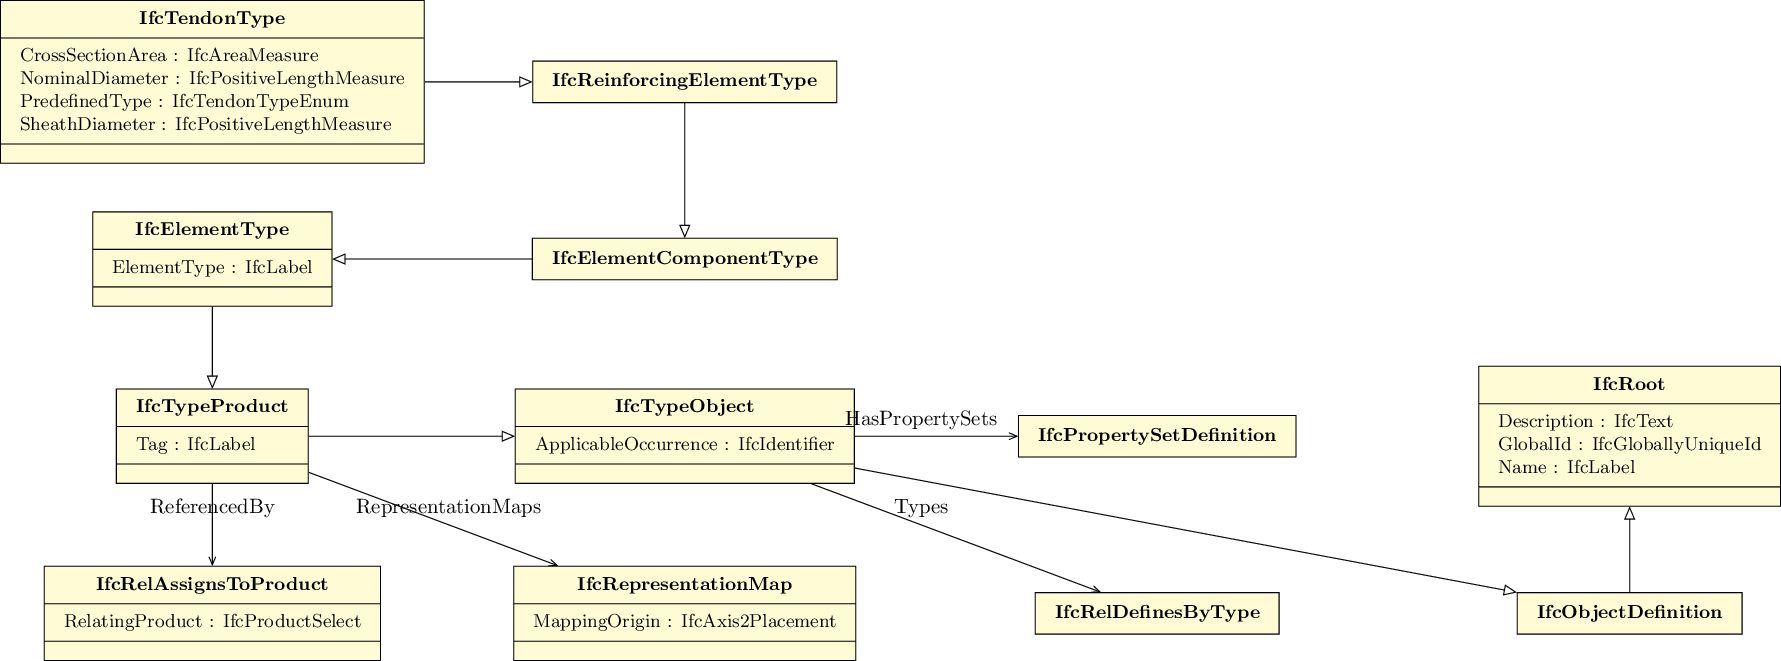 IfcTendonType
CrossSectionArea : IfcAreaMeasure
NominalDiameter : IfcPositiveLengthMeasure
PredefinedType : IfcTendonTypeEnum
SheathDiameter : IfcPositiveLengthMeasure
IfcReinforcingElementType
IfcElementType
ElementType : IfcLabel
IfcElementComponentType
IfcTypeProduct
Tag : IfcLabel
IfcTypeObject
ApplicableOccurrence : IfcIdentifier
HasPropertySets
IfcPropertySetDefinition
IfcRoot
Description : IfcText
GlobalId : IfcGloballyUniqueId
Name : IfcLabel
ReferencedBy
RepresentationMaps
Types
IfcRelAssignsToProduct
RelatingProduct : IfcProductSelect
IfcRepresentationMap
MappingOrigin : IfcAxis2Placement
IfcRelDefinesByType
IfcObjectDefinition